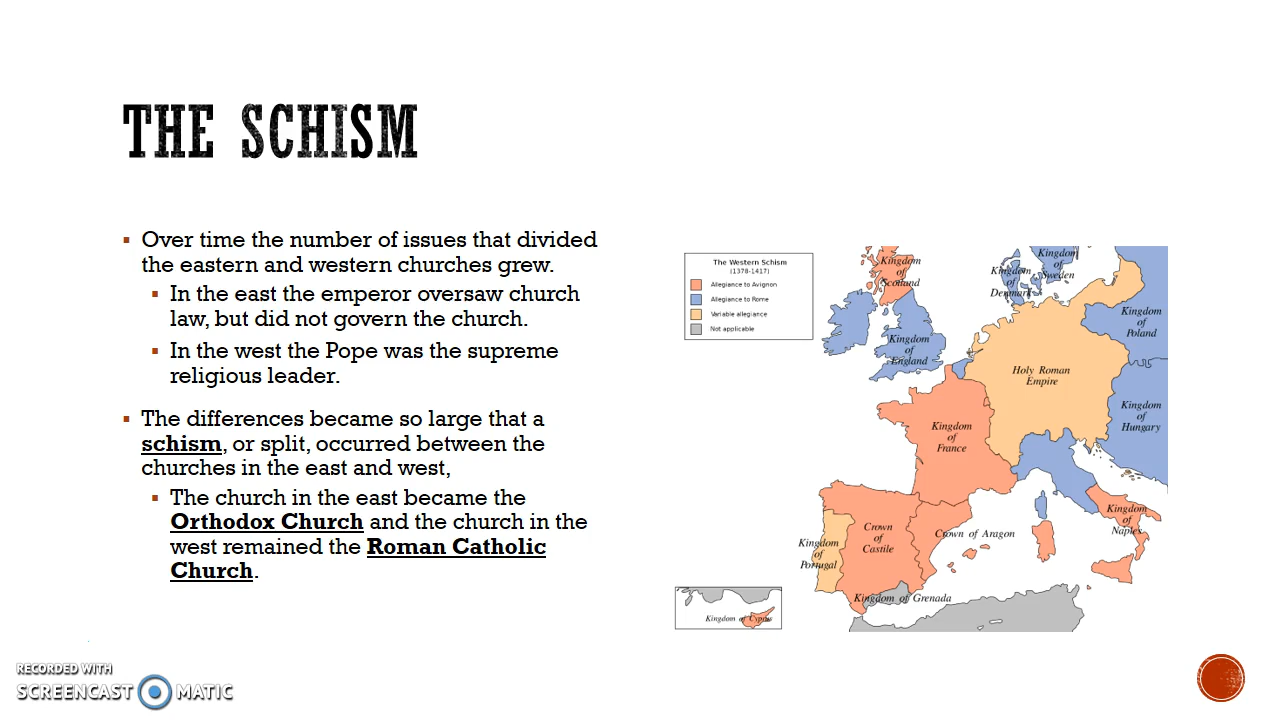 THE SCHISM
Over time the number of issues that divided
the eastern and western churches grew.
In the east the emperor oversaw church
law, but did not govern the church.
In the west the Pope was the supreme
religious leader.
The differences became so large that a
schism, or split, occurred between the
churches in the east and west,
The church in the east became the
Orthodox Church and the church in the
west remained the Roman Catholic
Church.
The Western Schism
(1378-1417)
Allegiance to Avignon
Allegiance to Rome
Variable allegiance
Not applicable
Kingdom
of
Scotland
Kingdom
of
Denmark
Kingdom
of
Sweden
Kingdom
of
Poland
Kingdom
of
England
Holy Roman
Empire
Kingdom
of
Hungary
Kingdom
of
France
Kingdom
of
Naples
Crown
of
Castile
Crown of Aragon
Kingdom
of
Portugal
Kingdom of Grenada
Kingdom of Cyprus
RECORDED WITH
SCREENCAST MATIC